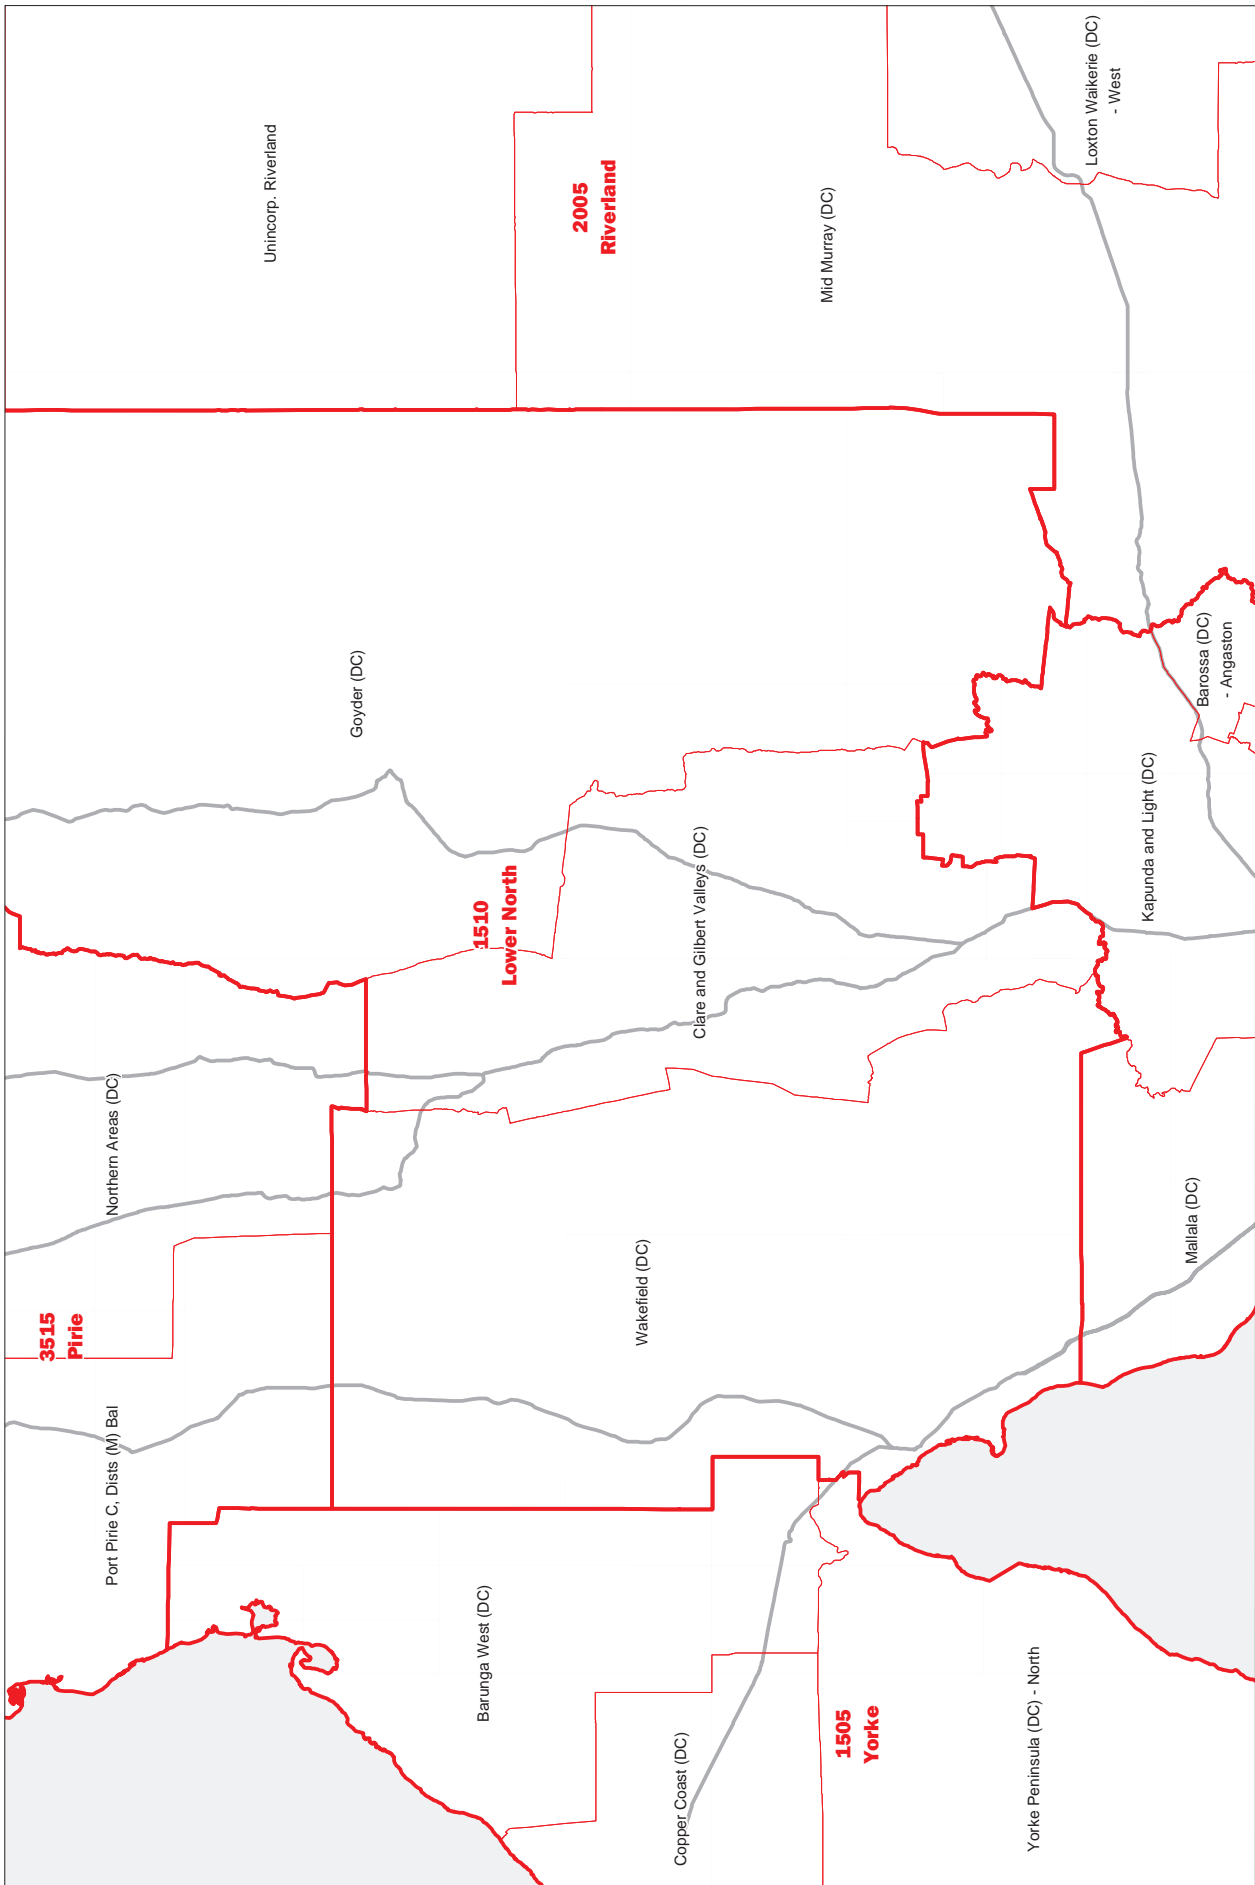 3515
Pirie
Northern Areas (DC)
Port Pirie C, Dists (M) Bal
Unincorp. Riverland
Goyder (DC)
Barunga West (DC)
1510
Lower North
2005
Riverland
Wakefield (DC)
Copper Coast (DC)
Clare and Gilbert Valleys (DC)
Mid Murray (DC)
1505
Yorke
Yorke Peninsula (DC) - North
Loxton Waikerie (DC)
- West
Kapunda and Light (DC)
Mallala (DC)
Barossa (DC)
- Angaston